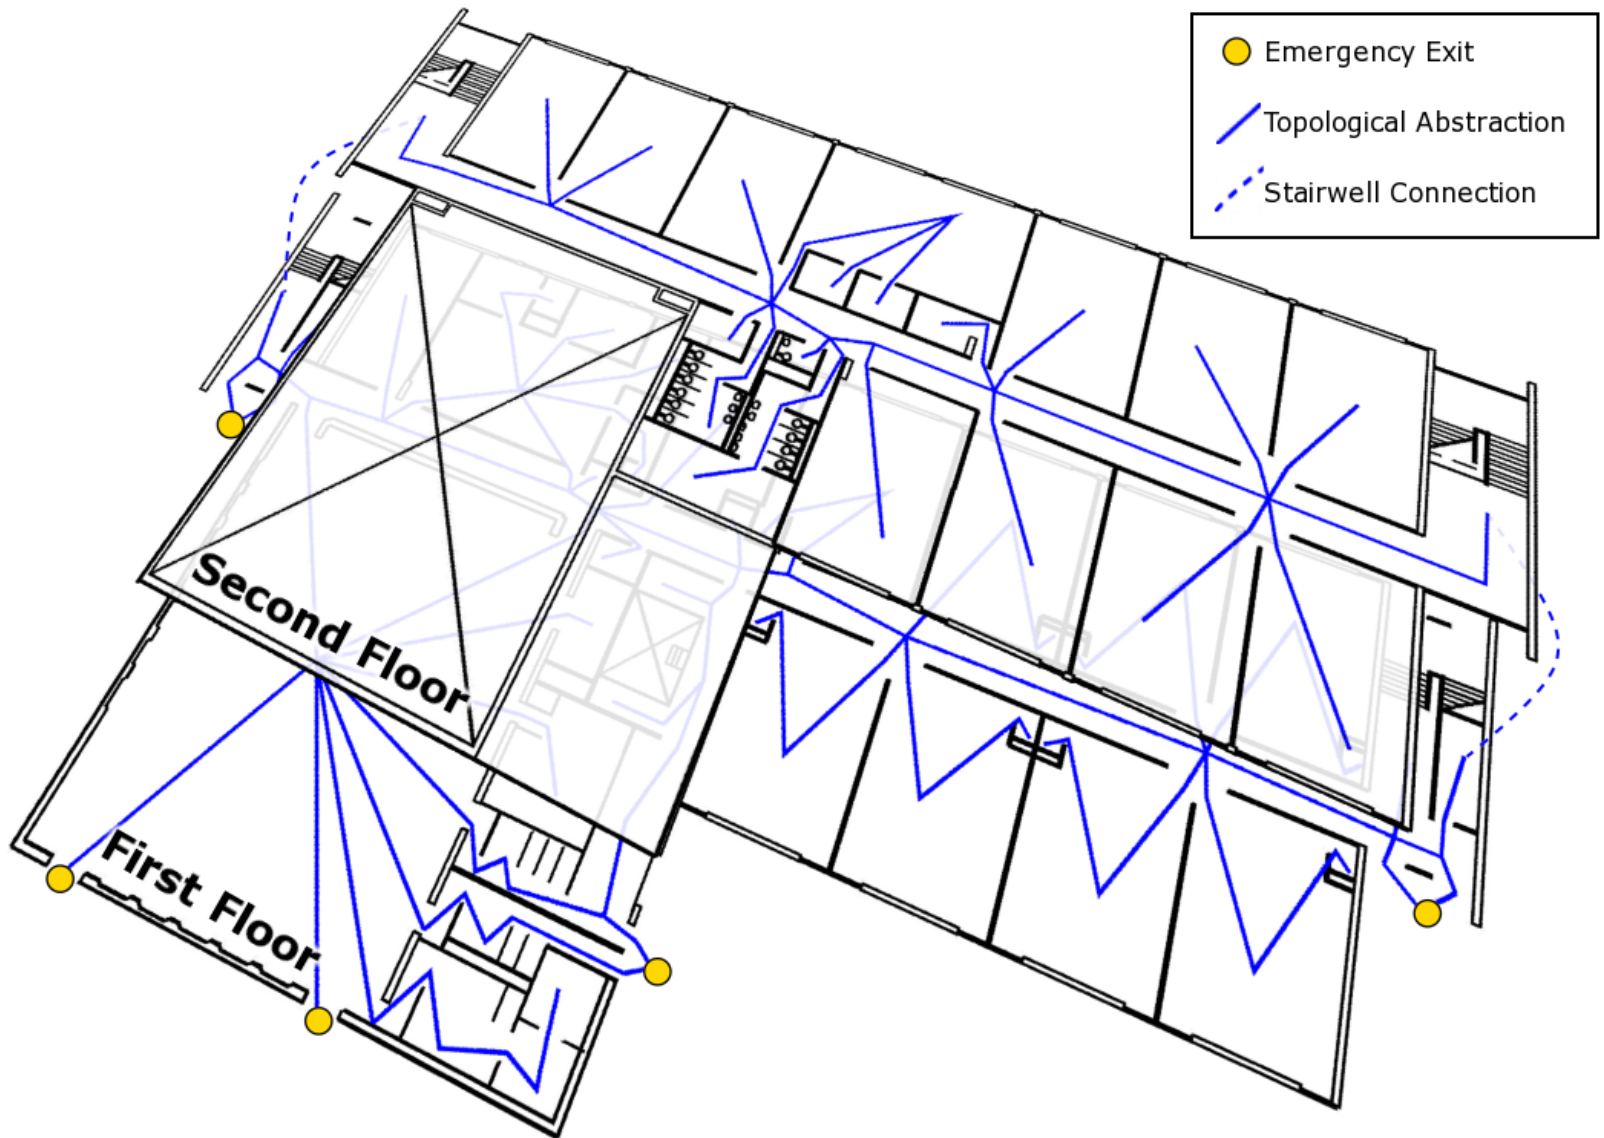 Emergency Exit
Topological Abstraction
Stairwell Connection
Second Floor
First Floor